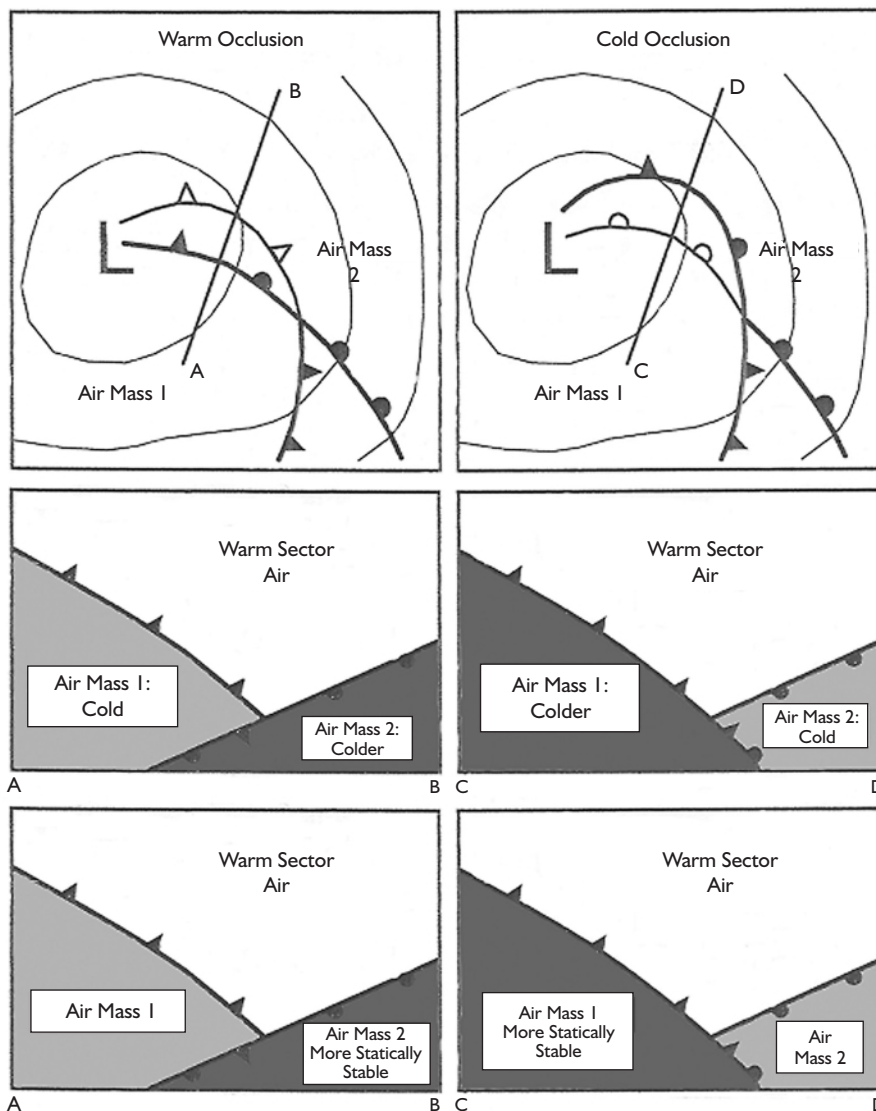 Warm Occlusion
B
L
Air Mass
2
A
Air Mass 1
Cold Occlusion
D
L
Air Mass
2
C
Air Mass 1
Warm Sector
Air
Air Mass 1:
Cold
Air Mass 2:
Colder
A
B
Warm Sector
Air
Air Mass 1:
Colder
Air Mass 2:
Cold
C
D
Warm Sector
Air
Air Mass 1
Air Mass 2
More Statically
Stable
A
B
Warm Sector
Air
Air Mass 1
More Statically
Stable
Air
Mass 2
C
D